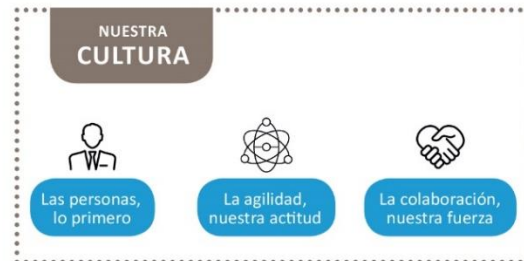 NUESTRA
CULTURA
Las personas,
lo primero
La agilidad,
nuestra actitud
La colaboración,
nuestra fuerza